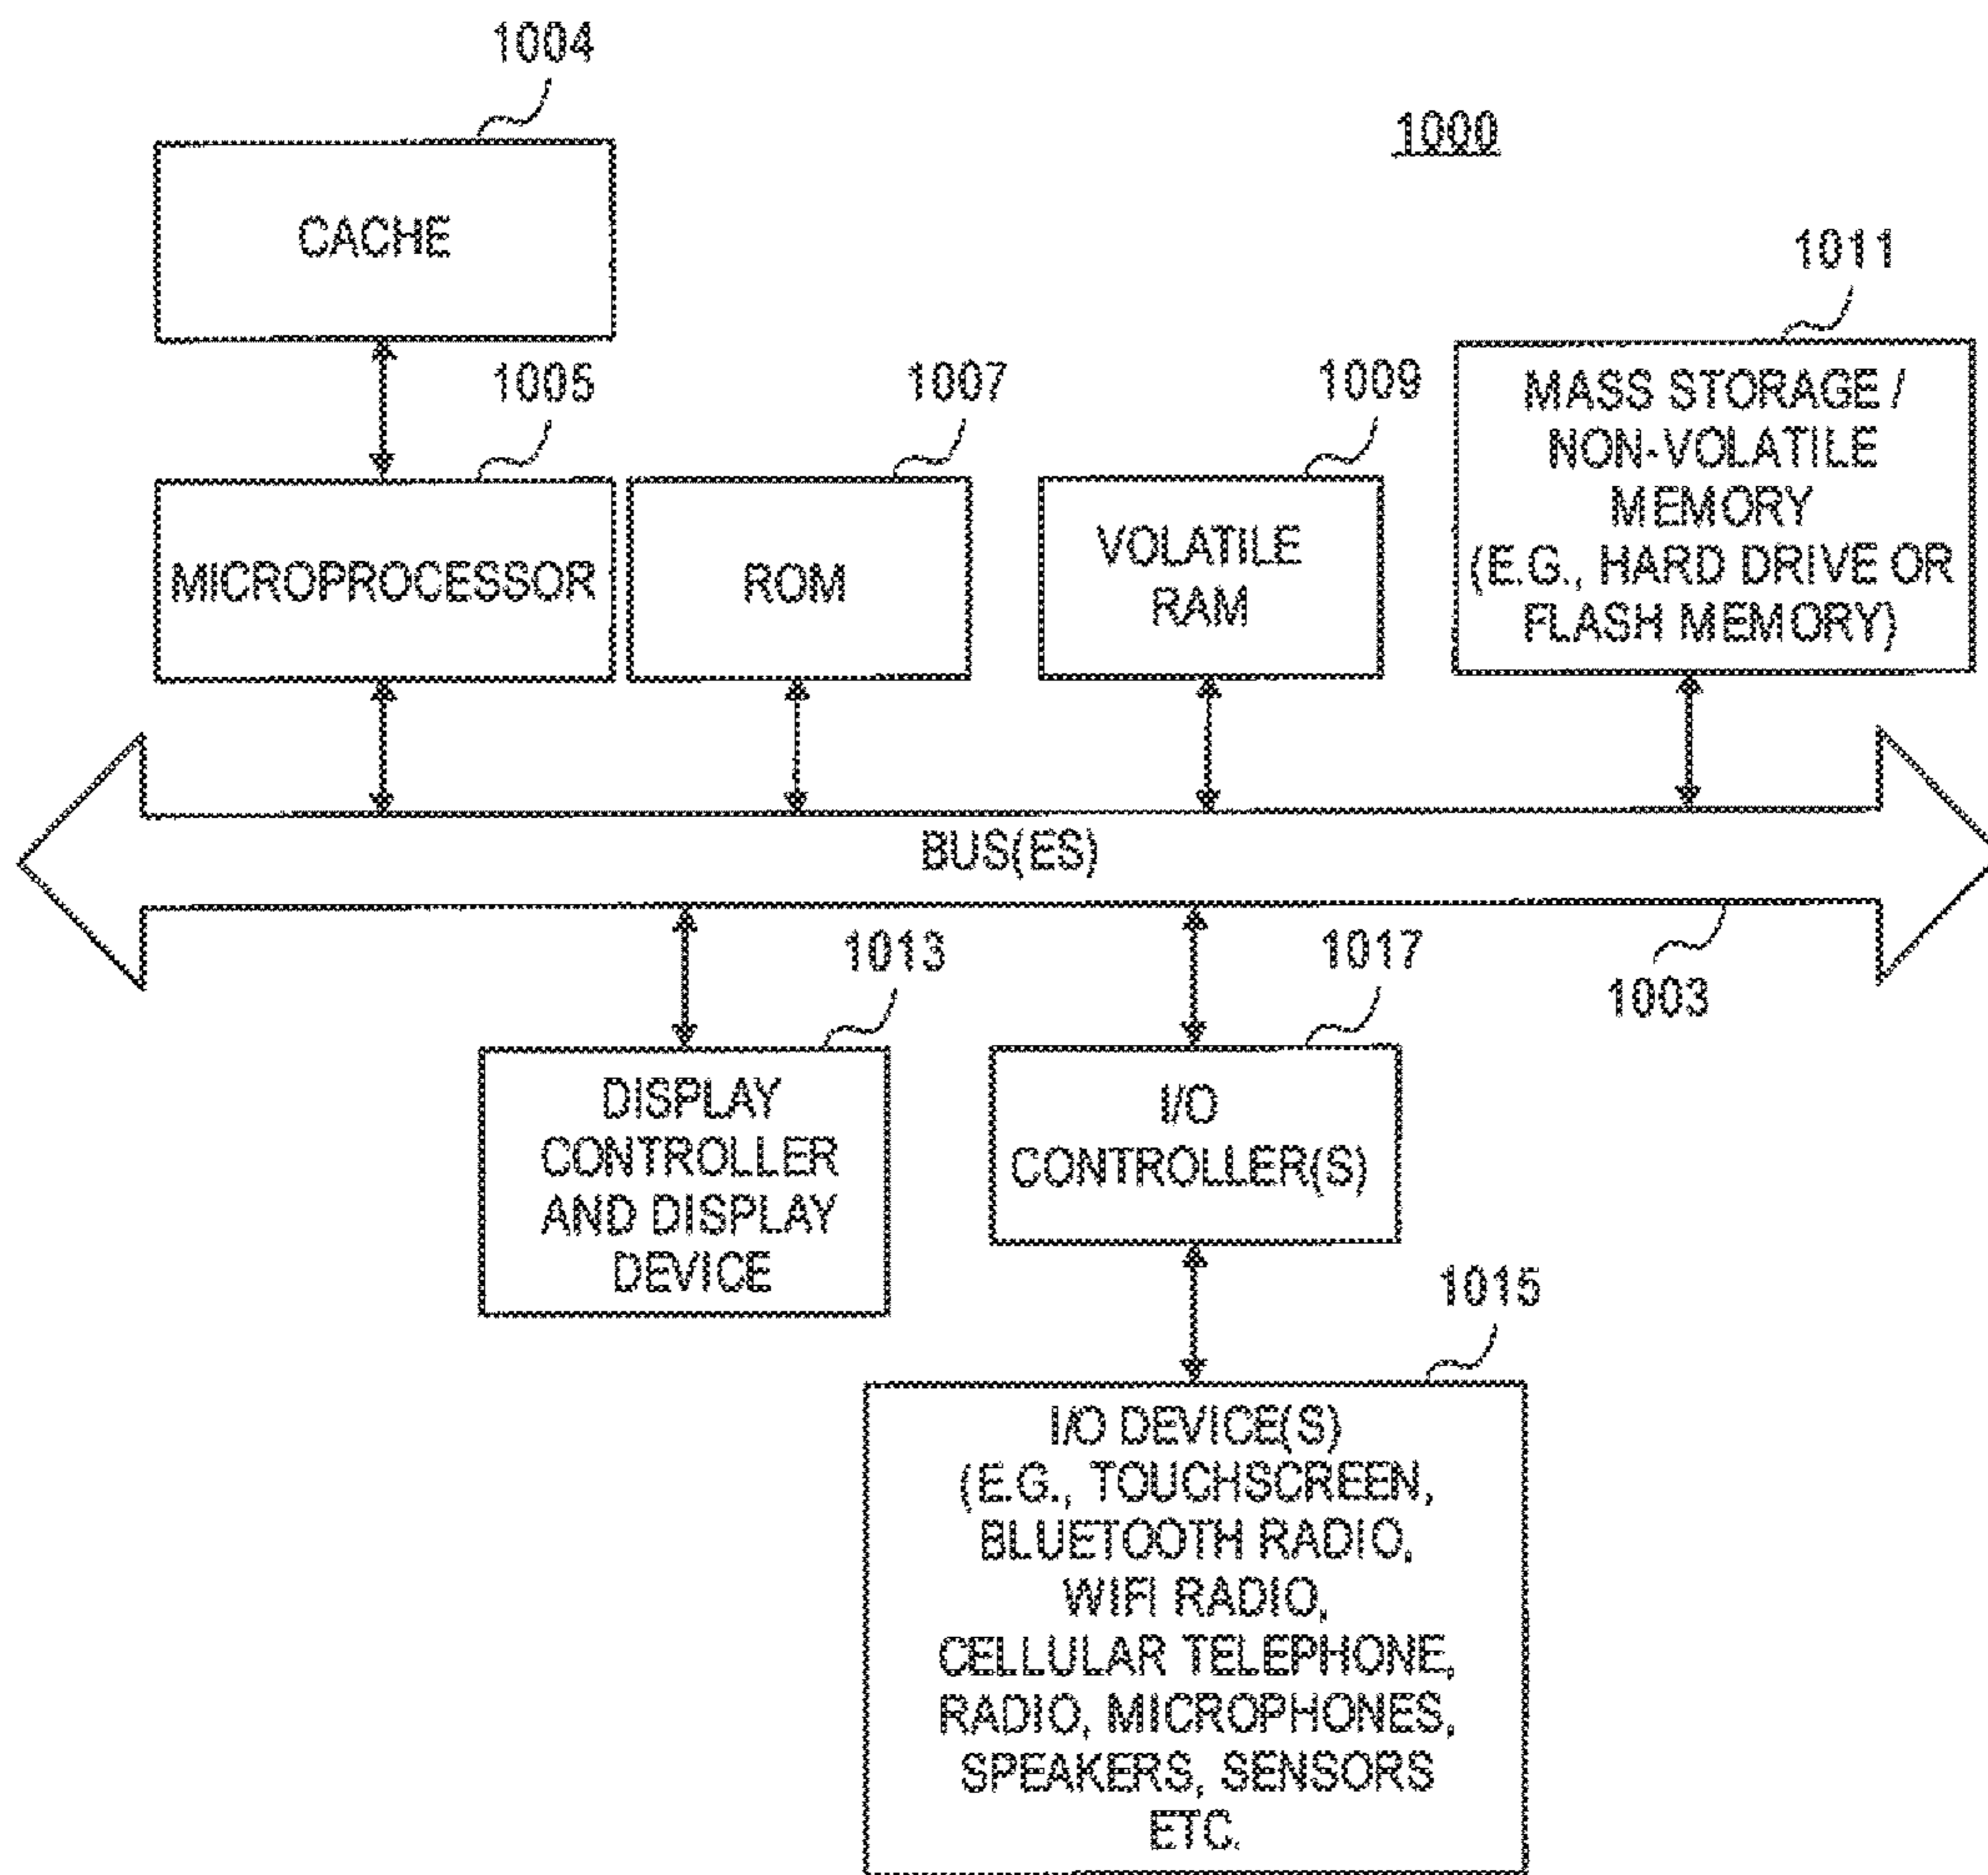 1004
1000
CACHE
1011
1005
1007
1009
MASS STORAGE /
NON-VOLATILE
MEMORY
(E.G., HARD DRIVE OR
FLASH MEMORY)
MICROPROCESSOR
ROM
VOLATILE
RAM
BUS(ES)
1013
1017
1003
DISPLAY
CONTROLLER
AND DISPLAY
DEVICE
I/O
CONTROLLER(S)
1015
I/O DEVICE(S)
(E.G., TOUCHSCREEN,
BLUETOOTH RADIO,
WIFI RADIO,
CELLULAR TELEPHONE,
RADIO, MICROPHONES,
SPEAKERS, SENSORS
ETC.